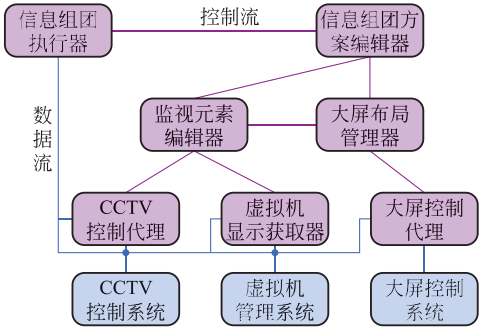 信息组团
执行器
控制流
信息组团方
案编辑器
监视元素
编辑器
大屏布局
管理器
数
据
流
CCTV
控制代理
虚拟机
显示获取器
大屏控制
代理
CCTV
控制系统
虚拟机
管理系统
大屏控制
系统